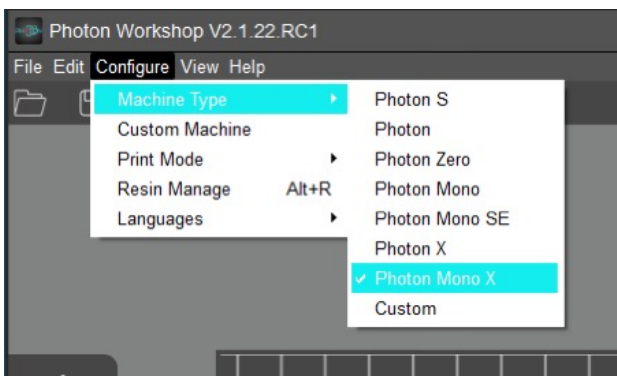 Photon Workshop V2.1.22.RC1
File Edit Configure View Help
Machine Type
Custom Machine
Print Mode
Resin Manage Alt+R
Languages
Photon S
Photon
Photon Zero
Photon Mono
Photon Mono SE
Photon X
Photon Mono X
Custom